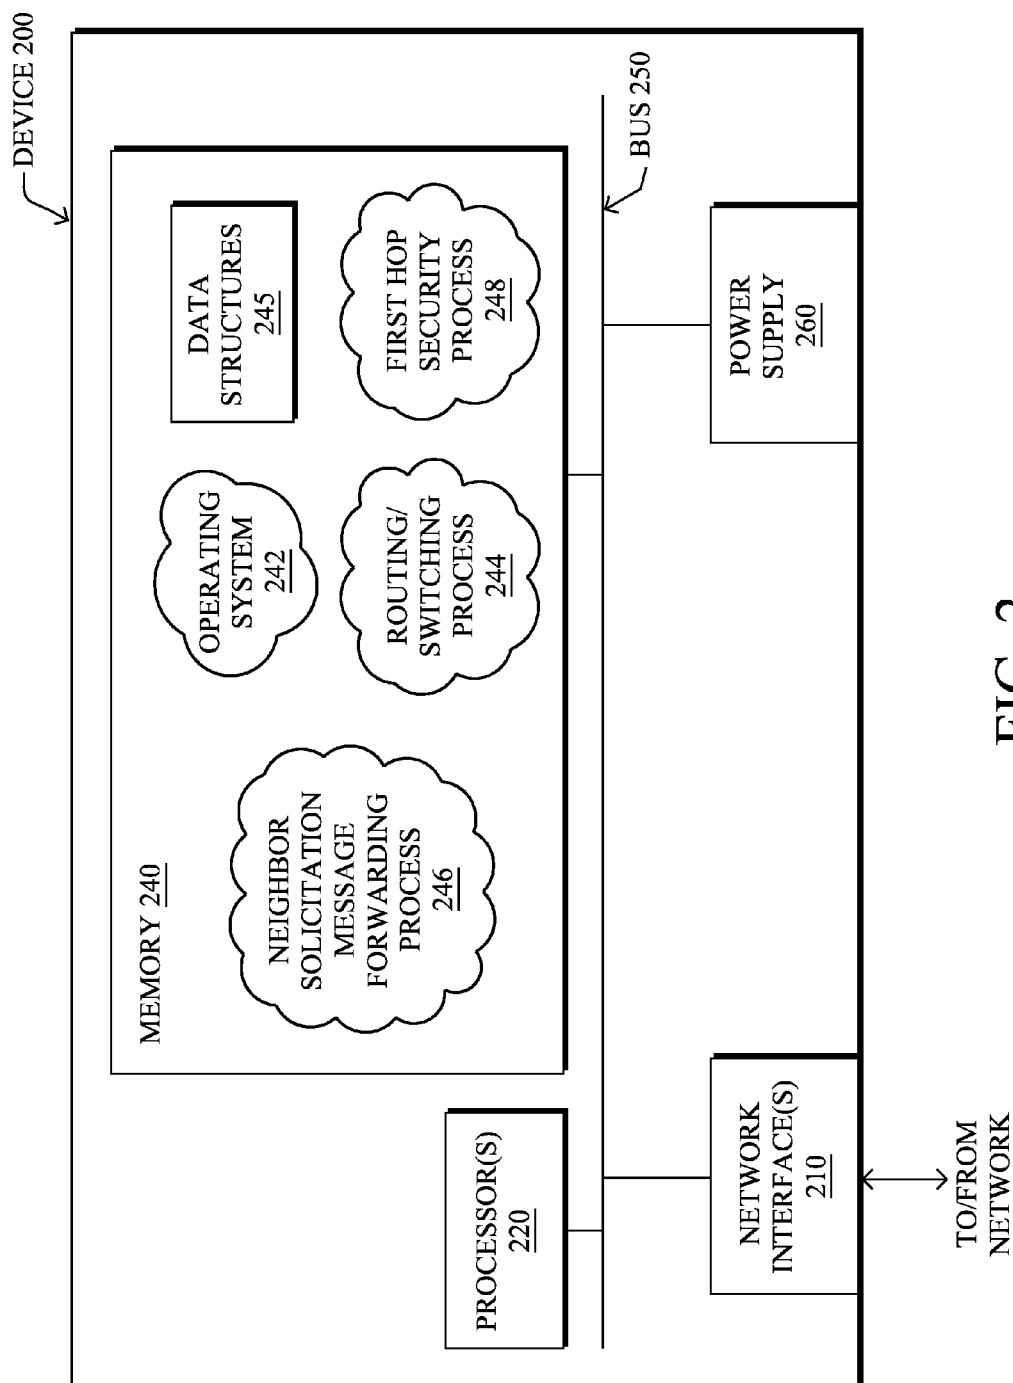 DEVICE 200
MEMORY 240
OPERATING
SYSTEM
242
DATA
STRUCTURES
245
NEIGHBOR
SOLICITATION
MESSAGE
FORWARDING
PROCESS
246
ROUTING/
SWITCHING
PROCESS
244
FIRST HOP
SECURITY
PROCESS
248
PROCESSOR(S)
220
BUS 250
NETWORK
INTERFACE(S)
210
POWER
SUPPLY
260
TO/FROM
NETWORK
FIG. 2